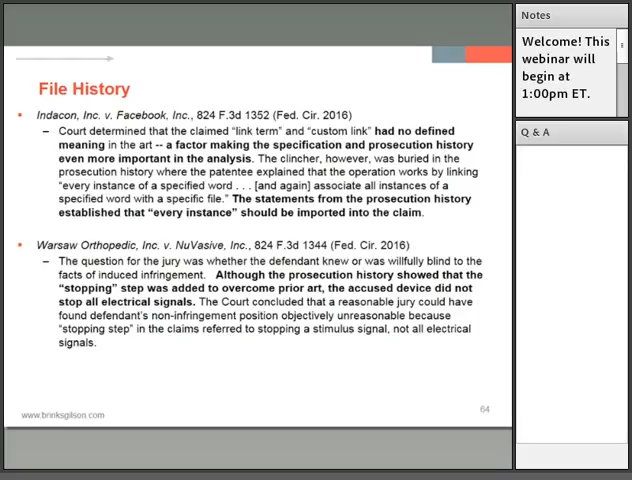 Notes
Welcome! This
webinar will
begin at
1:00pm ET.
Q & A
File History
Indacon, Inc. v. Facebook, Inc., 824 F.3d 1352 (Fed. Cir. 2016)
– Court determined that the claimed “link term” and “custom link” had no defined
meaning in the art -- a factor making the specification and prosecution history
even more important in the analysis. The clincher, however, was buried in the
prosecution history where the patentee explained that the operation works by linking
“every instance of a specified word . . . [and again] associate all instances of a
specified word with a specific file.” The statements from the prosecution history
established that “every instance” should be imported into the claim.
Warsaw Orthopedic, Inc. v. NuVasive, Inc., 824 F.3d 1344 (Fed. Cir. 2016)
– The question for the jury was whether the defendant knew or was willfully blind to the
facts of induced infringement. Although the prosecution history showed that the
“stopping” step was added to overcome prior art, the accused device did not
stop all electrical signals. The Court concluded that a reasonable jury could have
found defendant’s non-infringement position objectively unreasonable because
“stopping step” in the claims referred to stopping a stimulus signal, not all electrical
signals.
www.brinksgilson.com
64